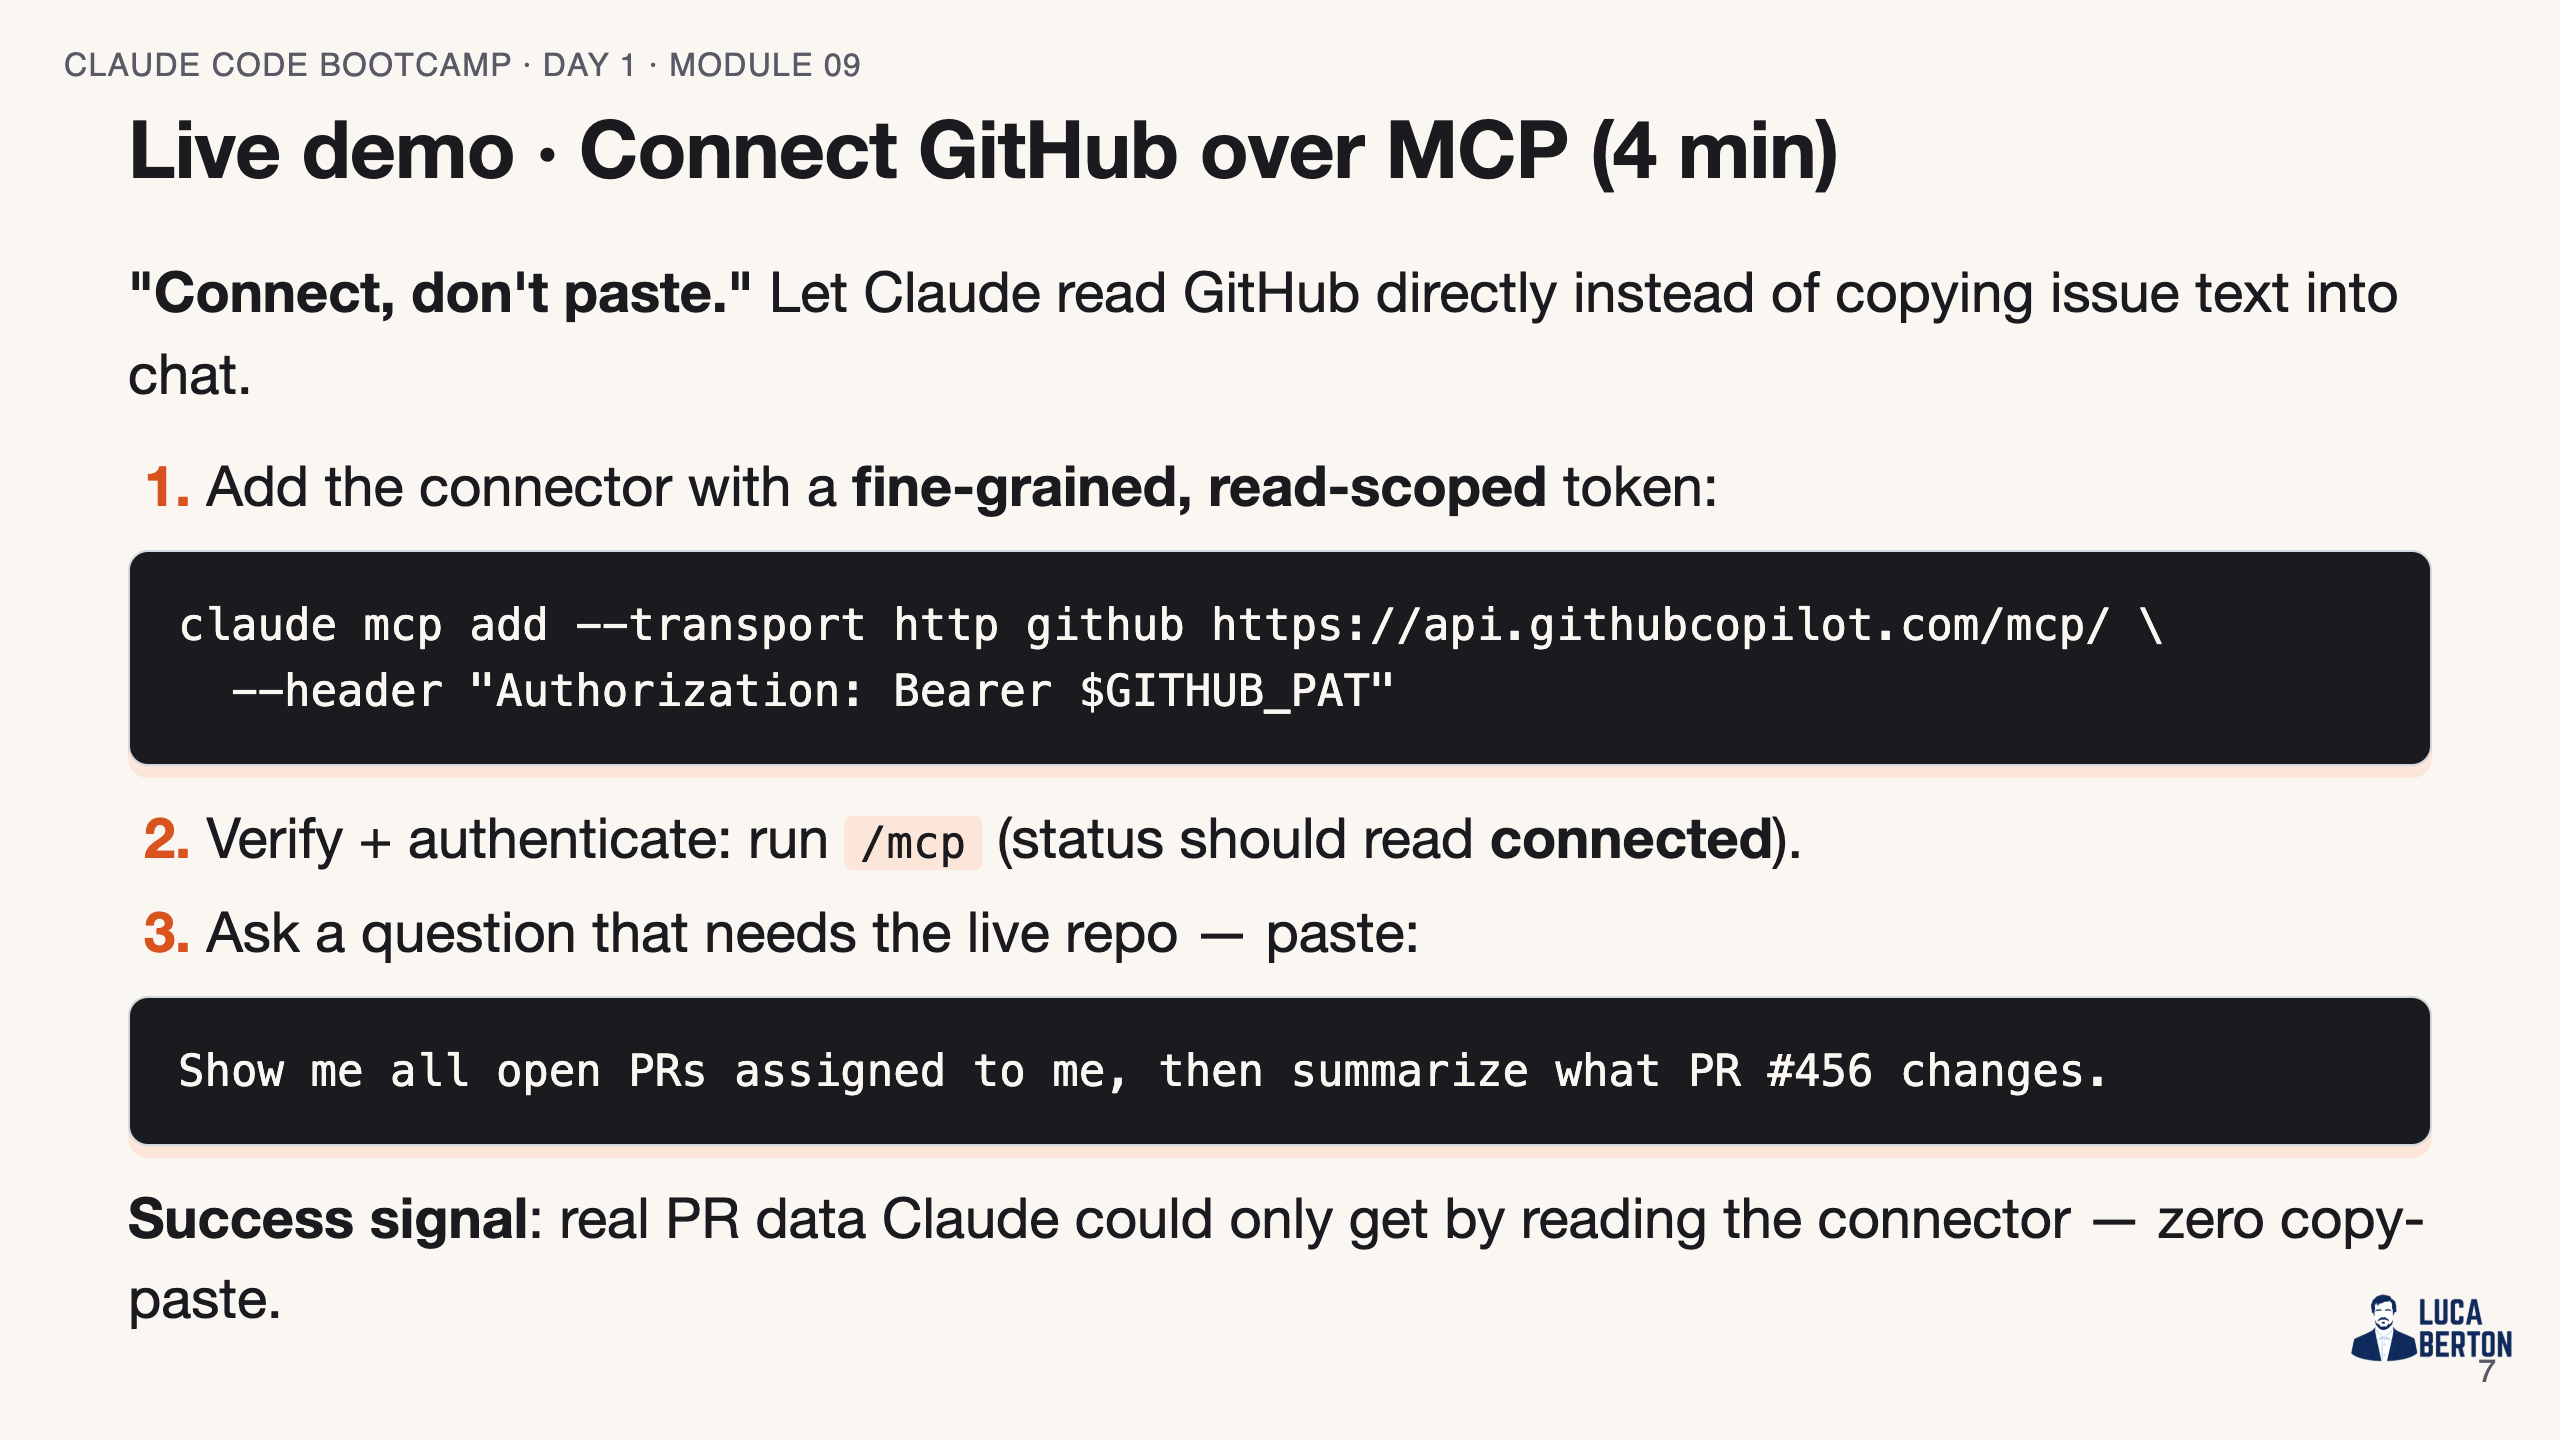 CLAUDE CODE BOOTCAMP · DAY 1 · MODULE 09
Live demo · Connect GitHub over MCP (4 min)
"Connect, don't paste." Let Claude read GitHub directly instead of copying issue text into
chat.
1. Add the connector with a fine-grained, read-scoped token:
claude mcp add --transport http github https://api.githubcopilot.com/mcp/ \
  --header "Authorization: Bearer $GITHUB_PAT"
2. Verify + authenticate: run /mcp (status should read connected).
3. Ask a question that needs the live repo — paste:
Show me all open PRs assigned to me, then summarize what PR #456 changes.
Success signal: real PR data Claude could only get by reading the connector — zero copy-
paste.
LUCA
BERTON
7